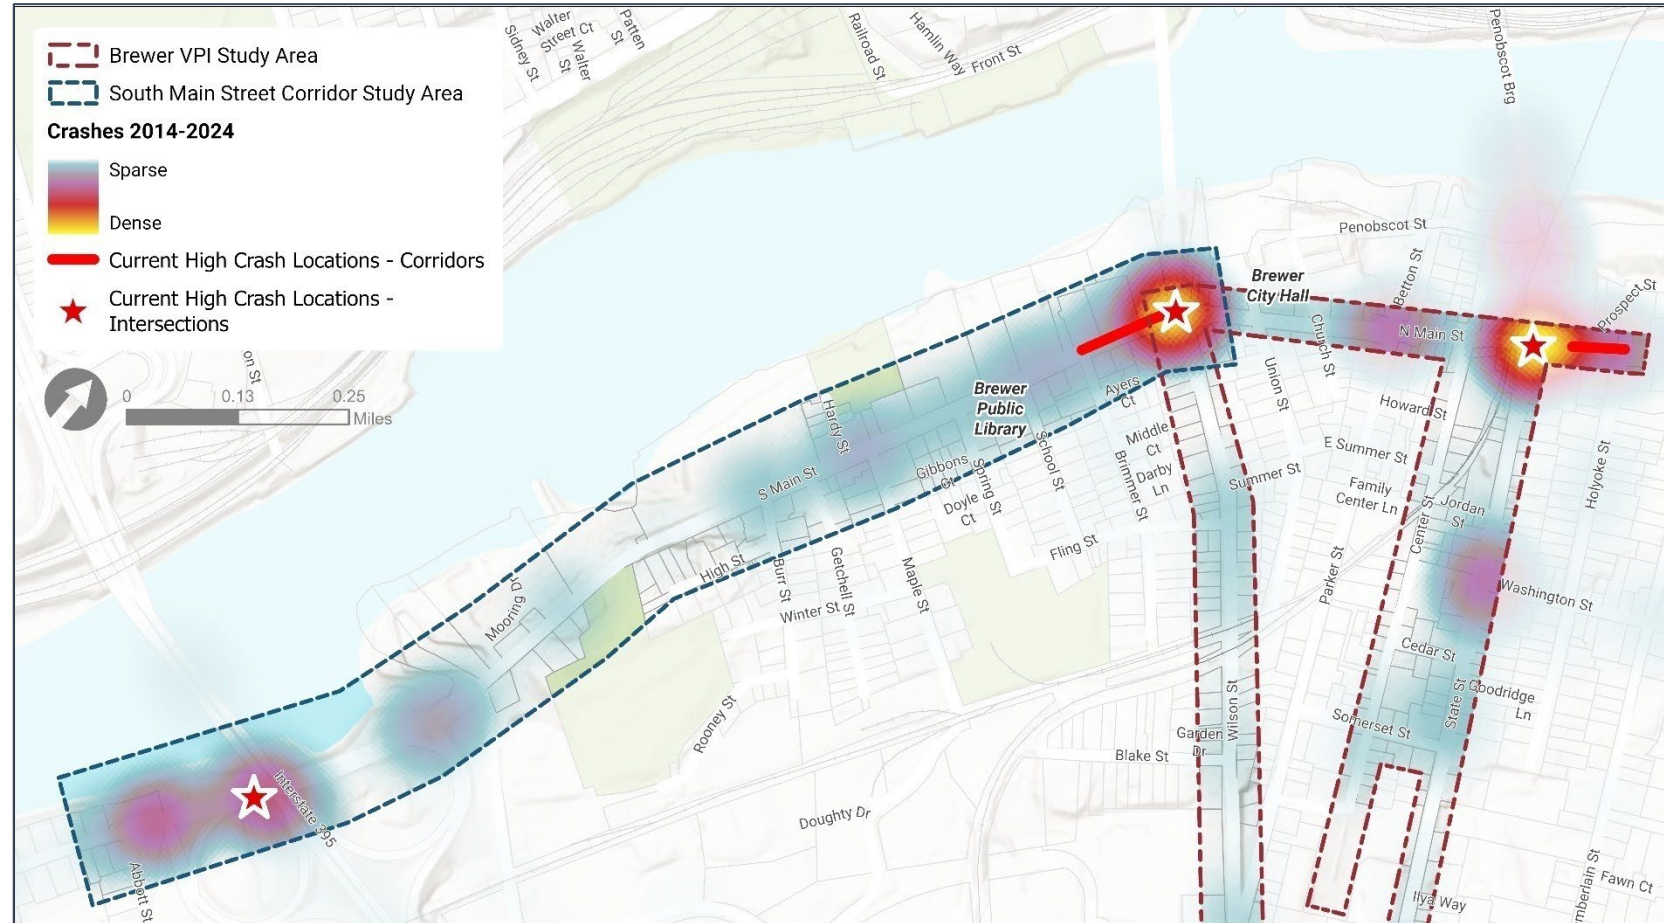 Brewer VPI Study Area
South Main Street Corridor Study Area
Crashes 2014-2024
Sparse
Dense
Current High Crash Locations - Corridors
Current High Crash Locations -
Intersections
0
0.13
0.25
Miles
Sidney St
Walter
Street Ct
Walter
St
Patten
St
Railroad St
Hamlin Way
Front St
Penobscot Brg
Penobscot St
Betton St
Prospect St
Brewer
City Hall
N Main St
Church St
Union St
Howard St
E Summer St
Summer St
Family
Center Ln
Jordan
St
Center St
Holyoke St
Washington St
Parker St
Cedar St
State St
Goodridge
Ln
Somerset St
Wilson St
Garden
Dr
Blake St
Ilya Way
Fawn Ct
Brewer
Public
Library
Ayers
Ct
Middle
Ct
Darby
Ln
Brimmer St
School St
Spring St
Gibbons
Ct
Doyle
Ct
Fling St
Hardy St
S Main St
High St
Burr St
Getchell St
Maple St
Winter St
Rooney St
Doughty Dr
Mooring Dr
Interstate 395
Abbott St